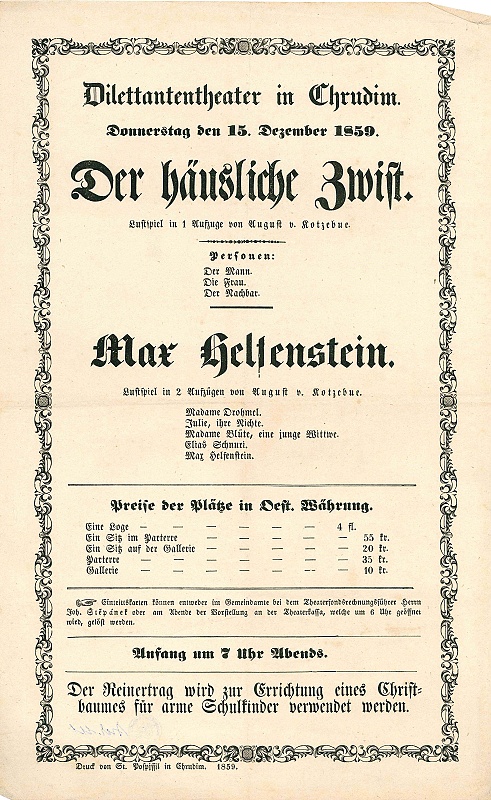 Dilettantentheater in Chrudim.
Donnerstag den 15. Dezember 1859.
Der häusliche Zwist.
Lustspiel in 1 Aufzuge von August v. Kotzebue.
Personen:
Der Mann.
Die Frau.
Der Nachbar.
Max Helfenstein.
Lustspiel in 2 Aufzügen von August v. Kotzebue.
Madame Drohmel.
Julie, ihre Nichte.
Madame Blüte, eine junge Wittwe.
Elias Schnurl.
Max Helfenstein.
Preise der Plätze in Oest. Währung.
Eine Loge — — — — — — 4 fl.
Ein Sitz im Parterre — — — — — 55 kr.
Ein Sitz auf der Gallerie — — — — — 20 kr.
Parterre — — — — — — — 35 kr.
Gallerie — — — — — — — 10 kr.
☞ Eintrittskarten können entweder im Gemeindamte bei dem Theaterfondsrechnungsführer Herrn
Joh. Štěpánek oder am Abende der Vorstellung an der Theaterkassa, welche um 6 Uhr geöffnet
wird, gelöst werden.
Anfang um 7 Uhr Abends.
Der Reinertrag wird zur Errichtung eines Christ-
baumes für arme Schulkinder verwendet werden.
Druck von St. Pospišil in Chrudim. 1859.